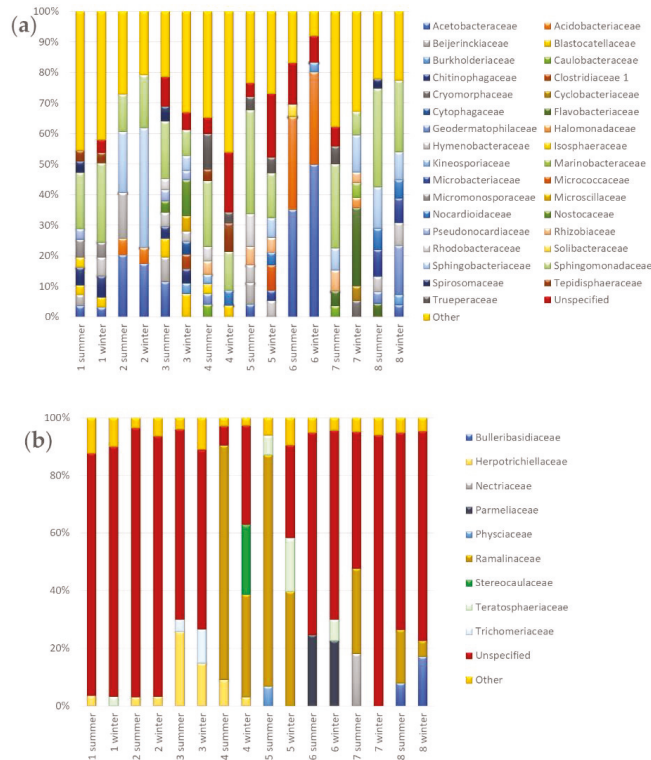 (a)
100%
90%
80%
70%
60%
50%
40%
30%
20%
10%
0%
1 summer
1 winter
2 summer
2 winter
3 summer
3 winter
4 summer
4 winter
5 summer
5 winter
6 summer
6 winter
7 summer
7 winter
8 summer
8 winter
Acetobacteraceae Acidobacteriaceae
Beijerinckiaceae Blastocatellaceae
Burkholderiaceae Caulobacteraceae
Chitinophagaceae Clostridiaceae 1
Cryomorphaceae Cyclobacteriaceae
Cytophagaceae Flavobacteriaceae
Geodermatophilaceae Halomonadaceae
Hymenobacteraceae Isosphaeraceae
Kineosporiaceae Marinobacteraceae
Microbacteriaceae Micrococcaceae
Micromonosporaceae Microscillaceae
Nocardioidaceae Nostocaceae
Pseudonocardiaceae Rhizobiaceae
Rhodobacteraceae Solibacteraceae
Sphingobacteriaceae Sphingomonadaceae
Spirosomaceae Tepidisphaeraceae
Trueperaceae Unspecified
Other
(b)
100%
80%
60%
40%
20%
0%
1 summer
1 winter
2 summer
2 winter
3 summer
3 winter
4 summer
4 winter
5 summer
5 winter
6 summer
6 winter
7 summer
7 winter
8 summer
8 winter
Bulleribasidiaceae
Herpotrichiellaceae
Nectriaceae
Parmeliaceae
Physciaceae
Ramalinaceae
Stereocaulaceae
Teratosphaeriaceae
Trichomeriaceae
Unspecified
Other